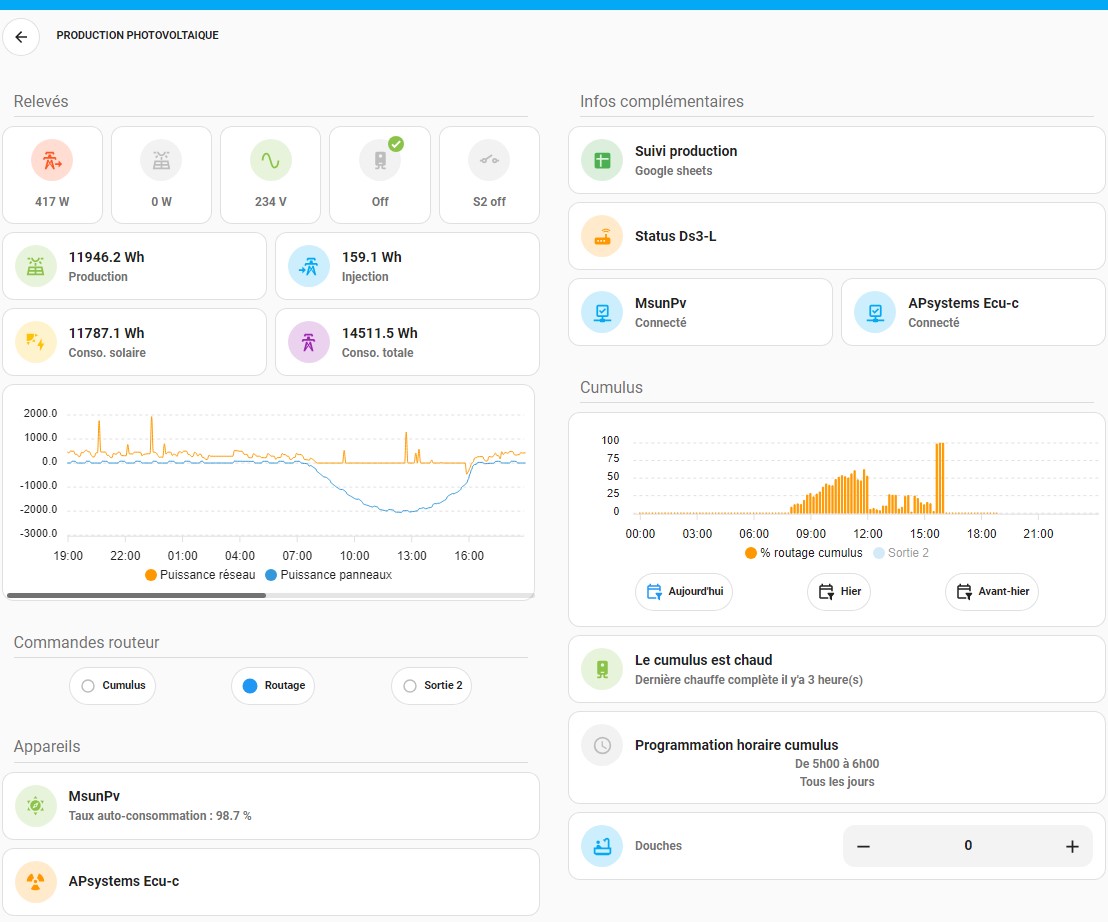 PRODUCTION PHOTOVOLTAIQUE
Relevés
417 W
0 W
234 V
Off
S2 off
11946.2 Wh
Production
159.1 Wh
Injection
11787.1 Wh
Conso. solaire
14511.5 Wh
Conso. totale
2000.0
1000.0
0.0
-1000.0
-2000.0
-3000.0
19:00 22:00 01:00 04:00 07:00 10:00 13:00 16:00
Puissance réseau Puissance panneaux
Commandes routeur
Cumulus
Routage
Sortie 2
Appareils
MsunPv
Taux auto-consommation : 98.7 %
APsystems Ecu-c
Infos complémentaires
Suivi production
Google sheets
Status Ds3-L
MsunPv
Connecté
APsystems Ecu-c
Connecté
Cumulus
100
75
50
25
0
00:00 03:00 06:00 09:00 12:00 15:00 18:00 21:00
% routage cumulus Sortie 2
Aujourd'hui
Hier
Avant-hier
Le cumulus est chaud
Dernière chauffe complète il y'a 3 heure(s)
Programmation horaire cumulus
De 5h00 à 6h00
Tous les jours
Douches
0